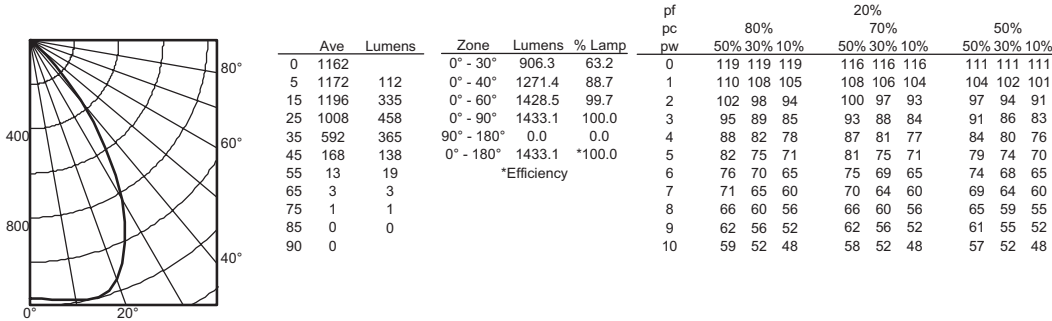 400
800
0°
20°
40°
60°
80°
Ave Lumens
0 1162
5 1172 112
15 1196 335
25 1008 458
35 592 365
45 168 138
55 13 19
65 3 3
75 1 1
85 0 0
90 0
Zone Lumens % Lamp
0° - 30° 906.3 63.2
0° - 40° 1271.4 88.7
0° - 60° 1428.5 99.7
0° - 90° 1433.1 100.0
90° - 180° 0.0 0.0
0° - 180° 1433.1 *100.0
*Efficiency
pf 20%
pc 80% 70% 50%
pw 50% 30% 10% 50% 30% 10% 50% 30% 10%
0 119 119 119 116 116 116 111 111 111
1 110 108 105 108 106 104 104 102 101
2 102 98 94 100 97 93 97 94 91
3 95 89 85 93 88 84 91 86 83
4 88 82 78 87 81 77 84 80 76
5 82 75 71 81 75 71 79 74 70
6 76 70 65 75 69 65 74 68 65
7 71 65 60 70 64 60 69 64 60
8 66 60 56 66 60 56 65 59 55
9 62 56 52 62 56 52 61 55 52
10 59 52 48 58 52 48 57 52 48